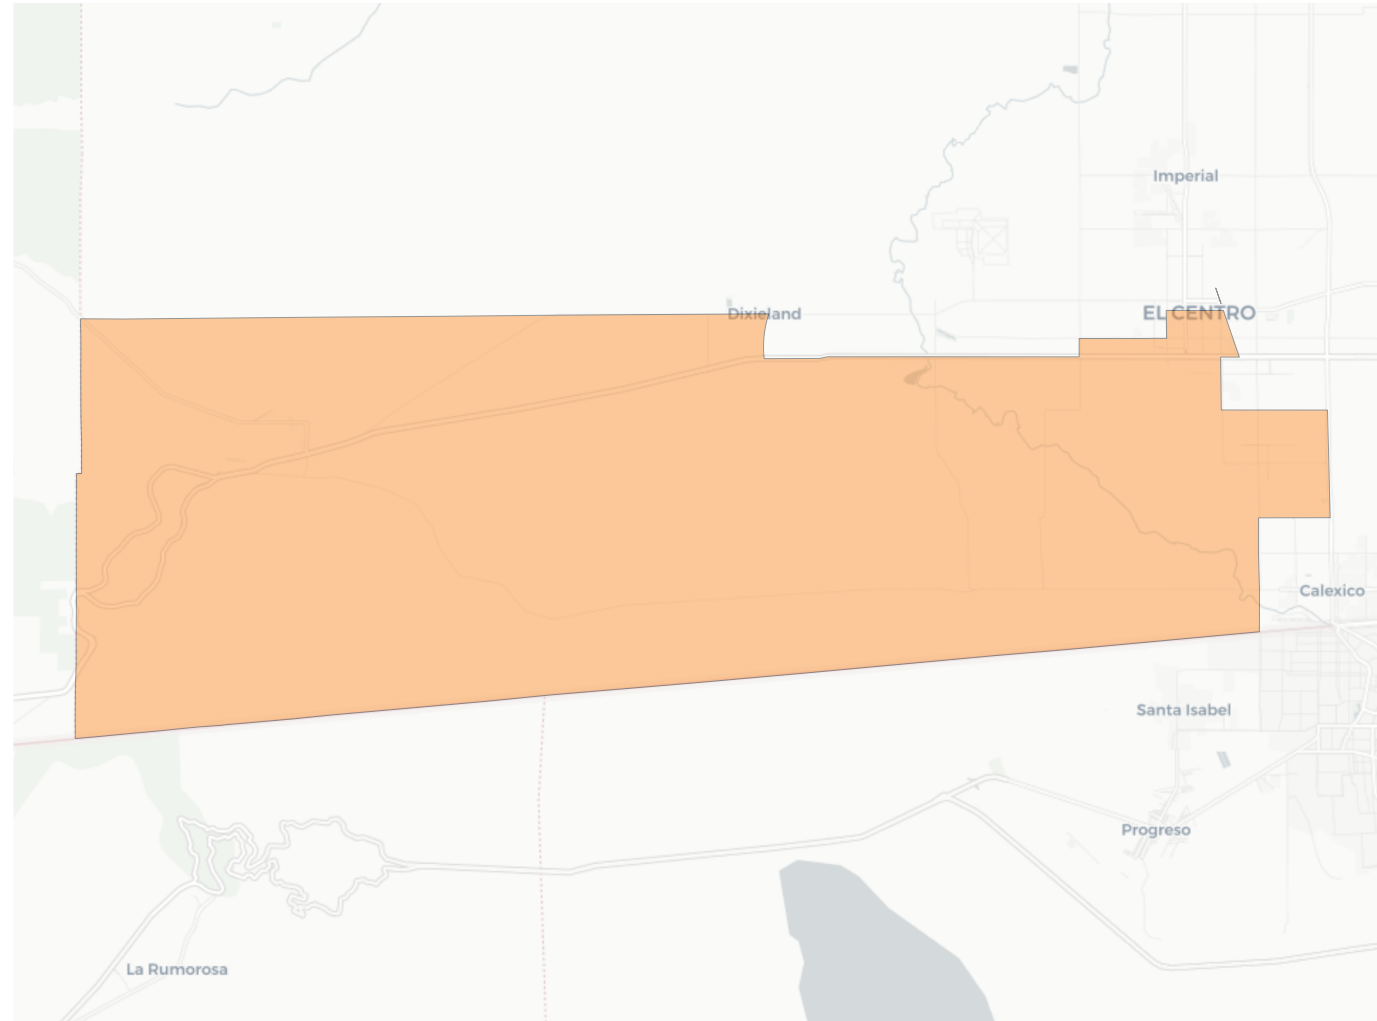 Imperial
Dixieland
EL CENTRO
Calexico
Santa Isabel
Progreso
La Rumorosa